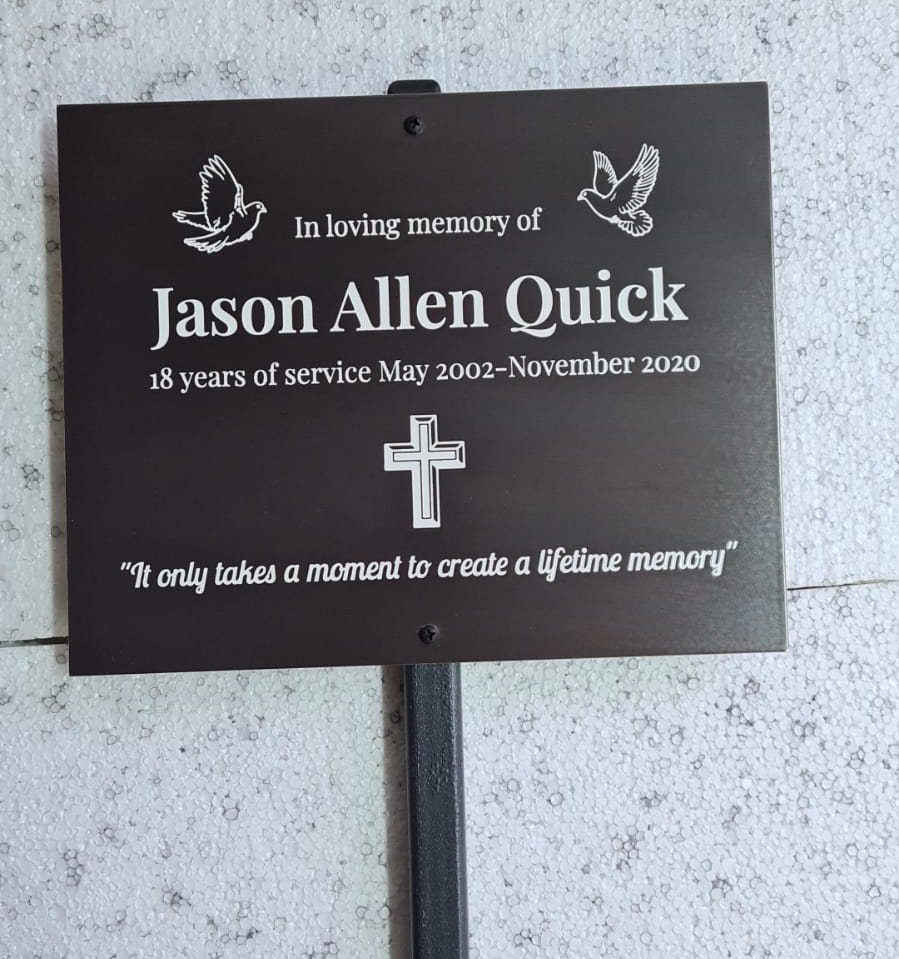 In loving memory of
Jason Allen Quick
18 years of service May 2002-November 2020
"It only takes a moment to create a lifetime memory"